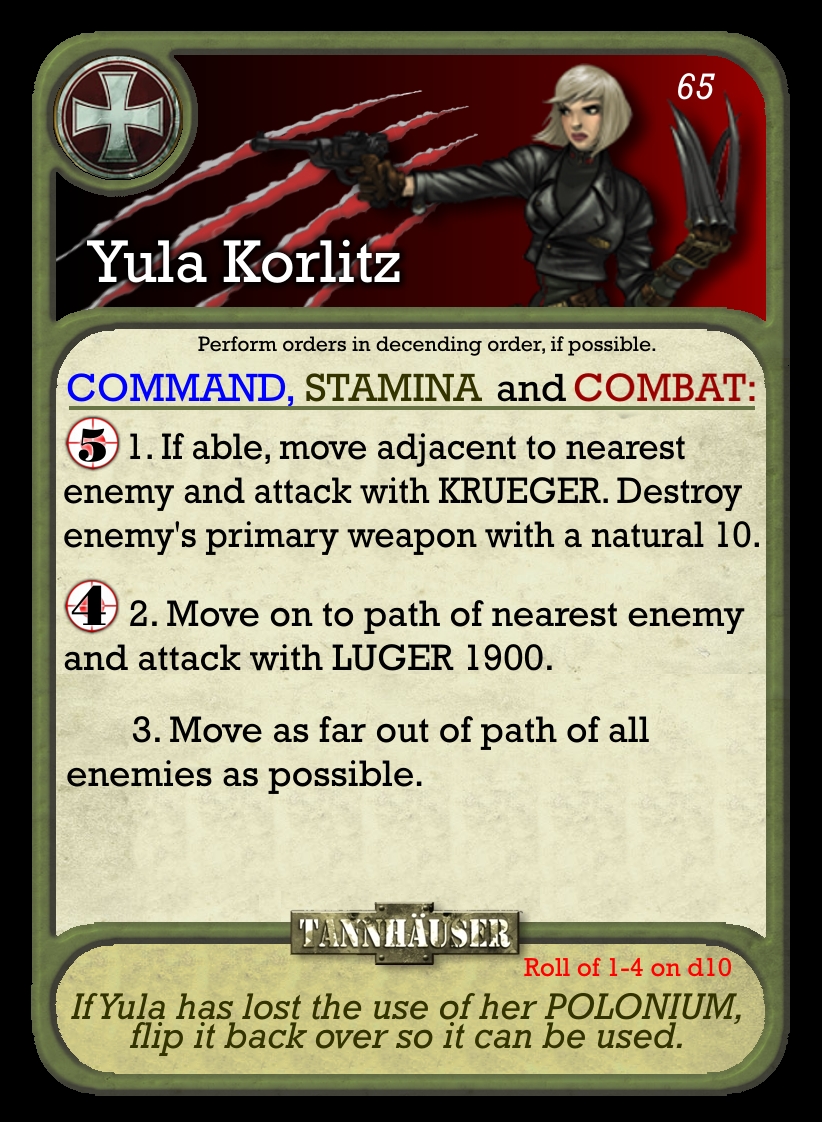 65
Yula Korlitz
Perform orders in decending order, if possible.
COMMAND, STAMINA and COMBAT:
5 1. If able, move adjacent to nearest
enemy and attack with KRUEGER. Destroy
enemy's primary weapon with a natural 10.
4 2. Move on to path of nearest enemy
and attack with LUGER 1900.
3. Move as far out of path of all
enemies as possible.
TANNHÄUSER
Roll of 1-4 on d10
If Yula has lost the use of her POLONIUM,
flip it back over so it can be used.